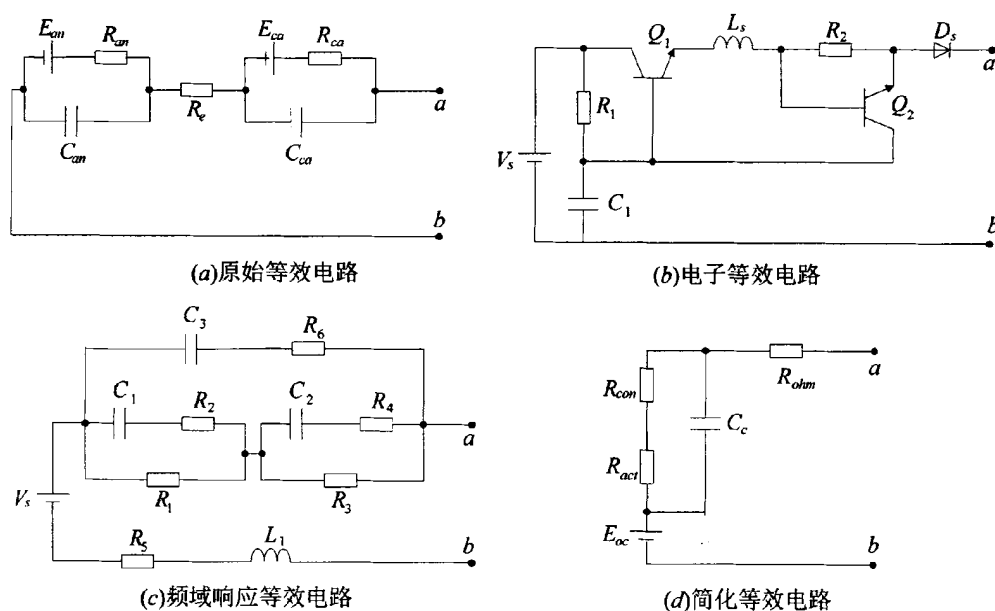 E_an R_an E_ca R_ca
R_e a
C_an C_ca
b
(a)原始等效电路
Q_1 L_s R_2 D_s
a
R_1 Q_2
V_s
C_1
b
(b)电子等效电路
C_3 R_6
C_1 R_2 C_2 R_4
a
R_1 R_3
V_s
R_5 L_1 b
(c)频域响应等效电路
a
R_ohm
R_con
C_c
R_act
E_oc
b
(d)简化等效电路